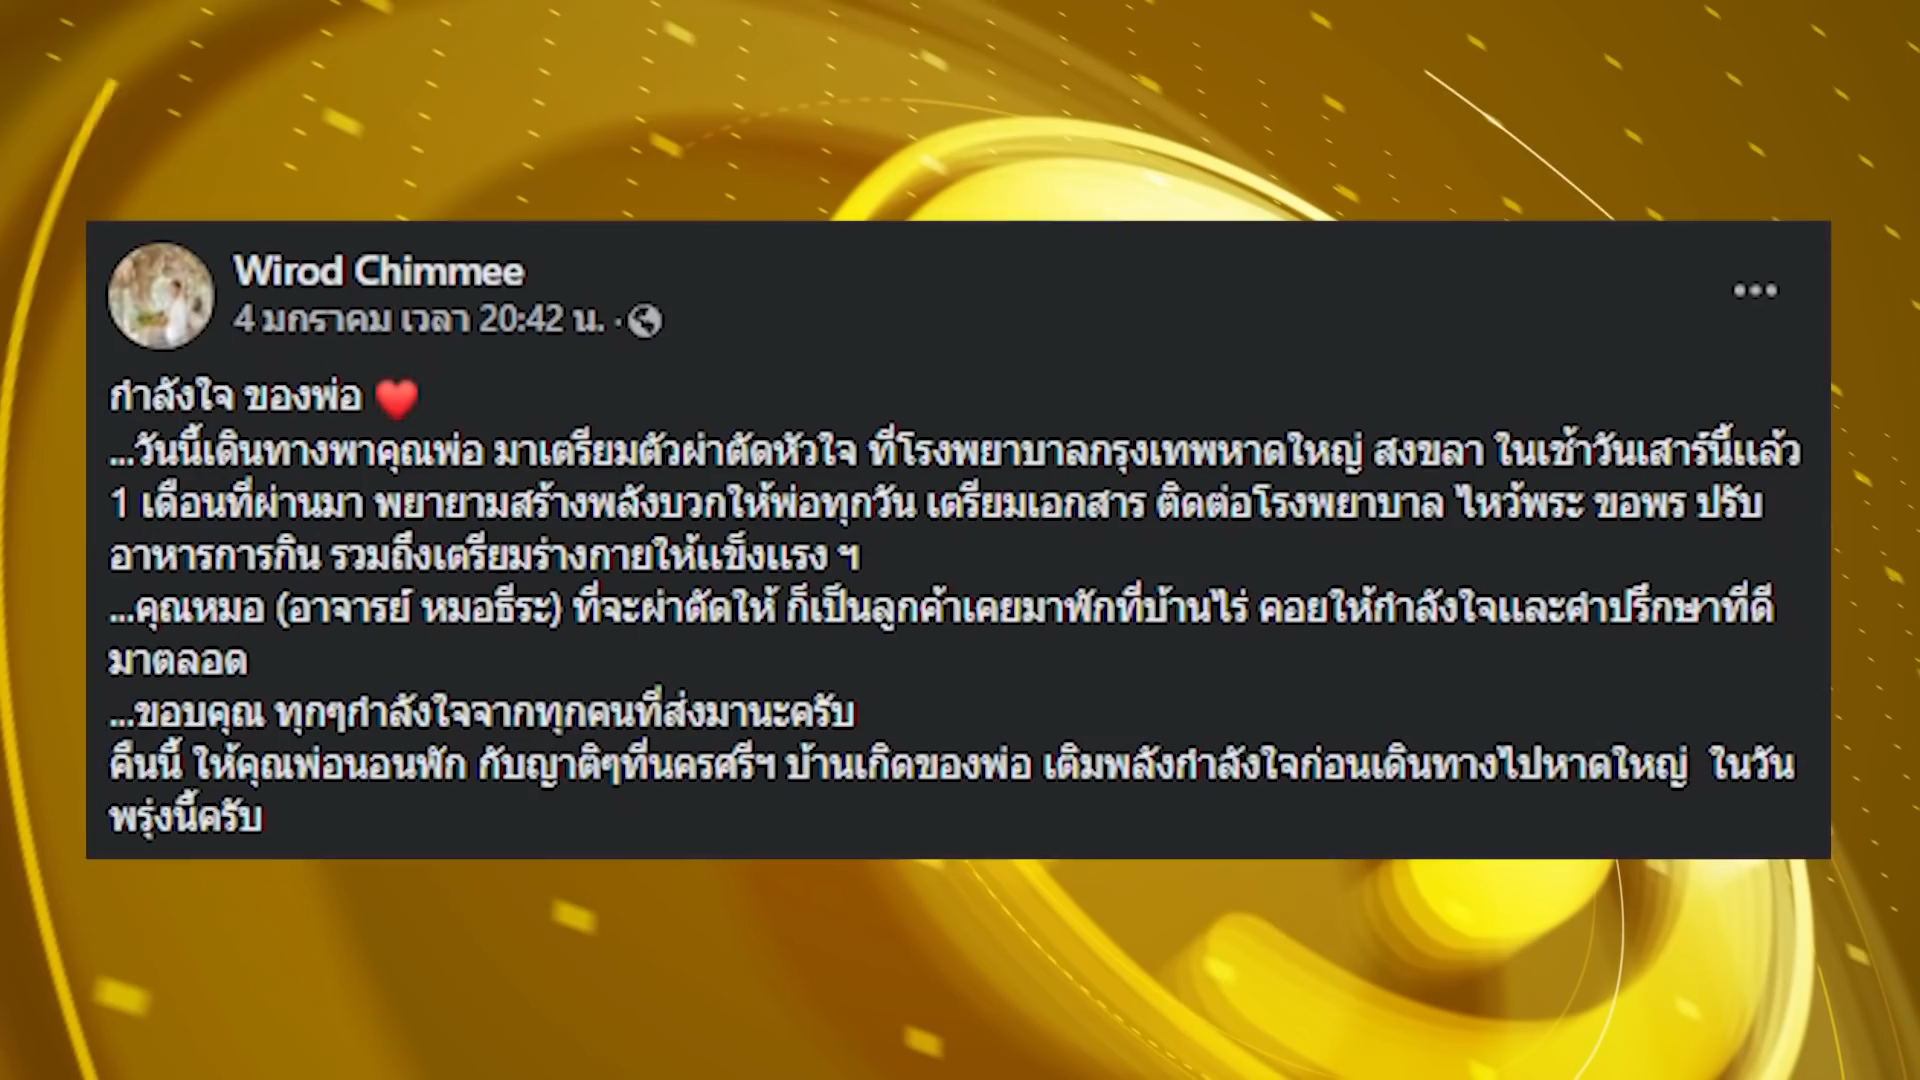 Wirod Chimmee
4 มกราคม เวลา 20:42 น. ·
กำลังใจ ของพ่อ ❤️
...วันนี้เดินทางพาคุณพ่อ มาเตรียมตัวผ่าตัดหัวใจ ที่โรงพยาบาลกรุงเทพหาดใหญ่ สงขลา ในเช้าวันเสาร์นี้แล้ว
1 เดือนที่ผ่านมา พยายามสร้างพลังบวกให้พ่อทุกวัน เตรียมเอกสาร ติดต่อโรงพยาบาล ไหว้พระ ขอพร ปรับ
อาหารการกิน รวมถึงเตรียมร่างกายให้แข็งแรง ฯ
...คุณหมอ (อาจารย์ หมอธีระ) ที่จะผ่าตัดให้ ก็เป็นลูกค้าเคยมาพักที่บ้านไร่ คอยให้กำลังใจและคำปรึกษาที่ดี
มาตลอด
...ขอบคุณ ทุกๆกำลังใจจากทุกคนที่ส่งมานะครับ
คืนนี้ ให้คุณพ่อนอนพัก กับญาติๆที่นครศรีฯ บ้านเกิดของพ่อ เติมพลังกำลังใจก่อนเดินทางไปหาดใหญ่ ในวัน
พรุ่งนี้ครับ